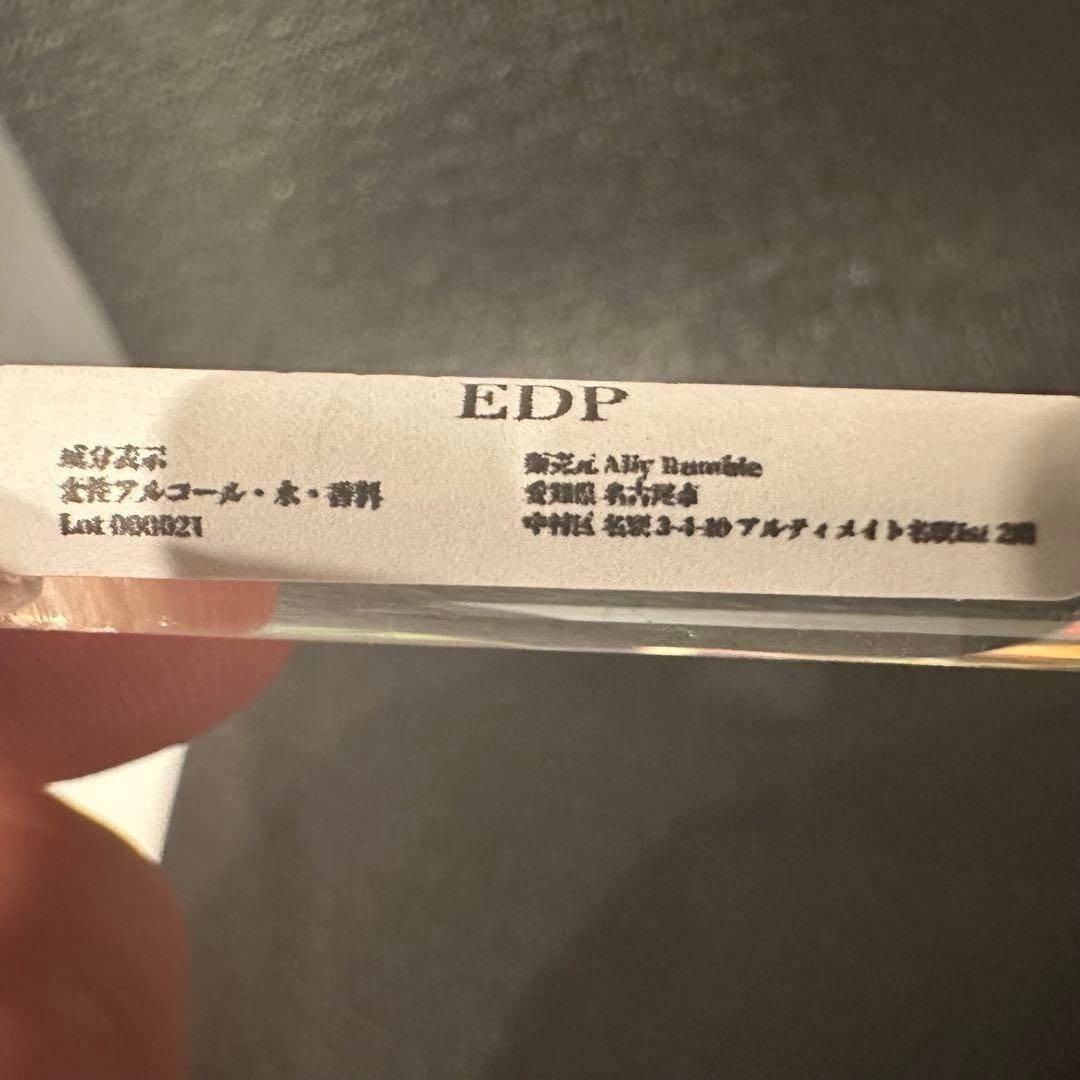 EDP
成分表示
変性アルコール・水・香料
Lot 000021
販売元 Ally Rumble
愛知県 名古屋市
中村区 名駅 3-4-10 アルティメイト名駅1st 2階